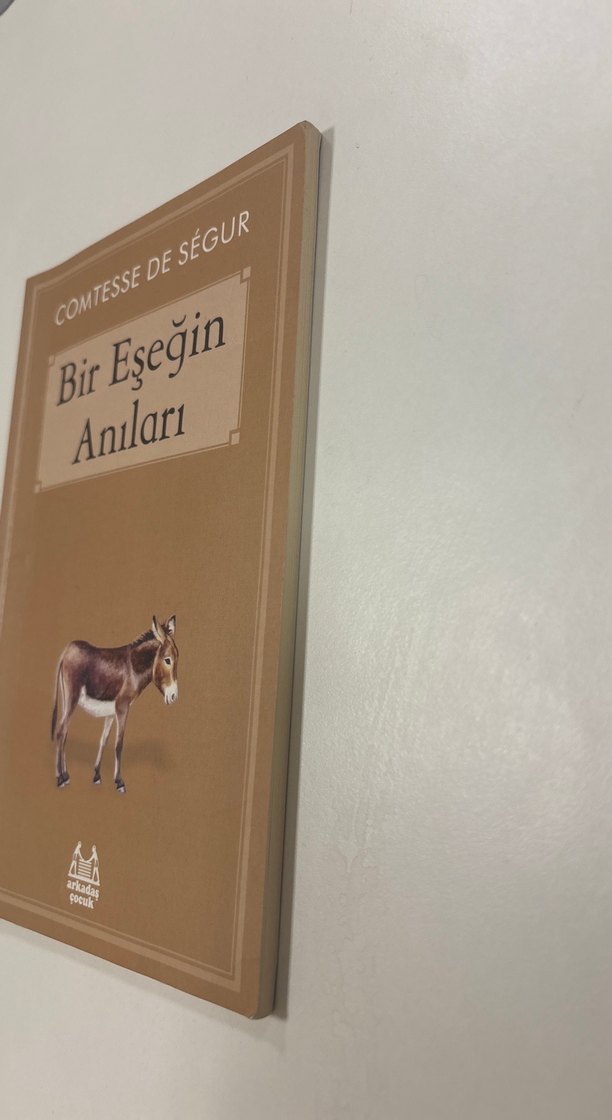 COMTESSE DE SÉGUR
Bir Eşeğin
Anıları
arkadaş
çocuk